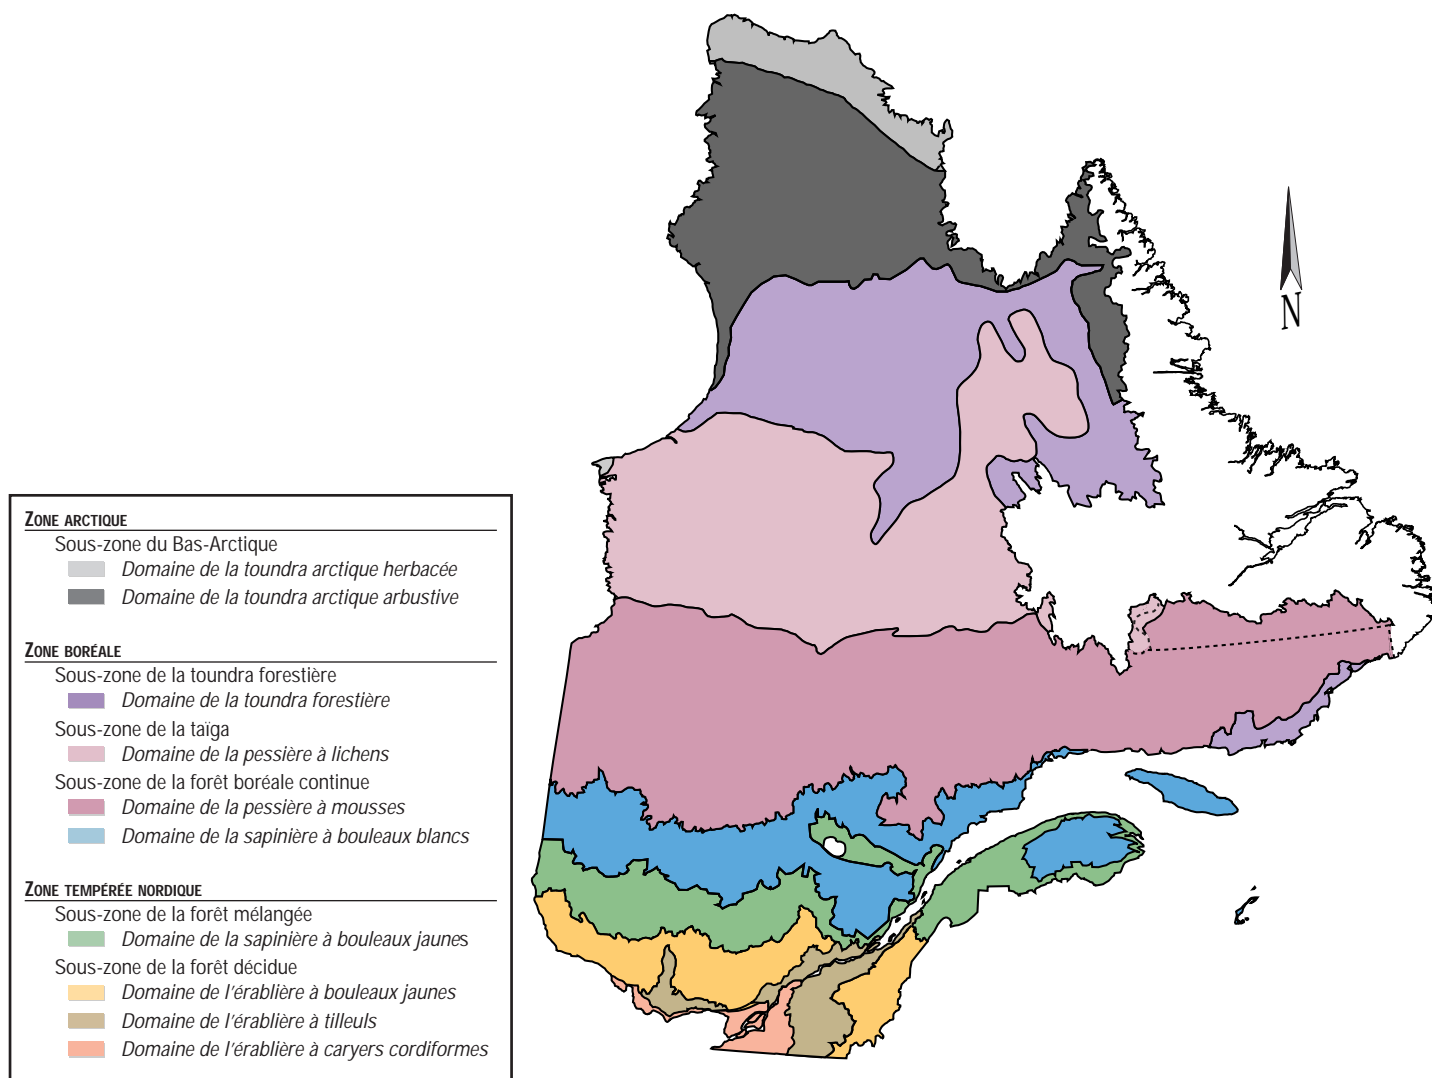 ZONE ARCTIQUE
Sous-zone du Bas-Arctique
Domaine de la toundra arctique herbacée
Domaine de la toundra arctique arbustive
ZONE BORÉALE
Sous-zone de la toundra forestière
Domaine de la toundra forestière
Sous-zone de la taïga
Domaine de la pessière à lichens
Sous-zone de la forêt boréale continue
Domaine de la pessière à mousses
Domaine de la sapinière à bouleaux blancs
ZONE TEMPÉRÉE NORDIQUE
Sous-zone de la forêt mélangée
Domaine de la sapinière à bouleaux jaunes
Sous-zone de la forêt décidue
Domaine de l'érablière à bouleaux jaunes
Domaine de l'érablière à tilleuls
Domaine de l'érablière à caryers cordiformes
N